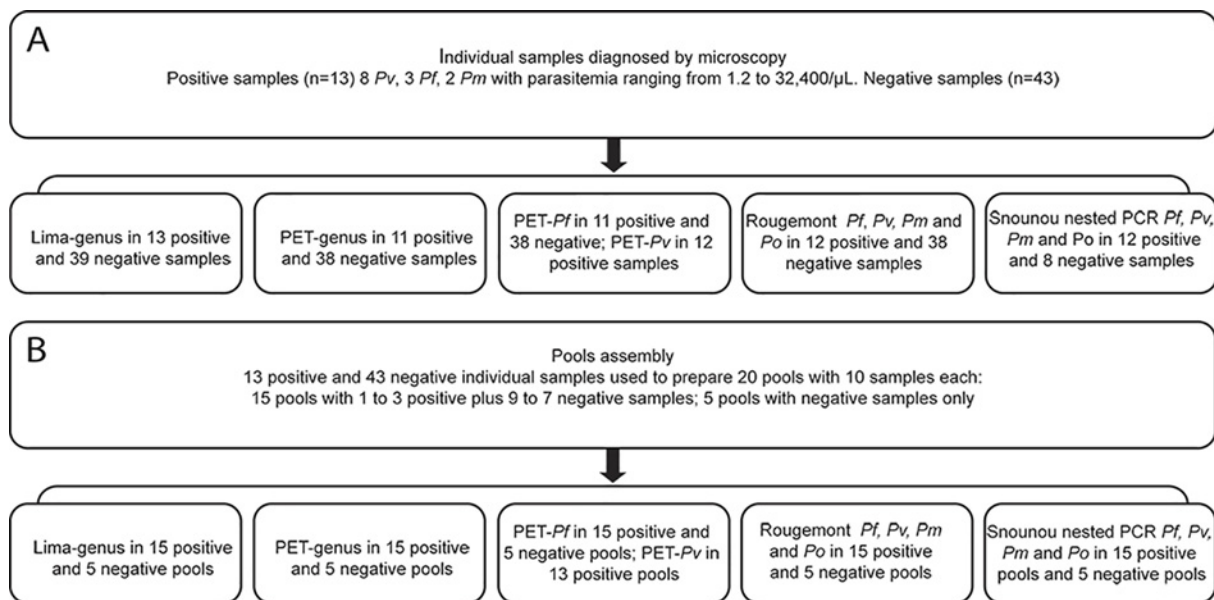 A
Individual samples diagnosed by microscopy
Positive samples (n=13) 8 Pv, 3 Pf, 2 Pm with parasitemia ranging from 1.2 to 32,400/µL. Negative samples (n=43)
Lima-genus in 13 positive
and 39 negative samples
PET-genus in 11 positive
and 38 negative samples
PET-Pf in 11 positive and
38 negative; PET-Pv in 12
positive samples
Rougemont Pf, Pv, Pm and
Po in 12 positive and 38
negative samples
Snounou nested PCR Pf, Pv,
Pm and Po in 12 positive
and 8 negative samples
B
Pools assembly
13 positive and 43 negative individual samples used to prepare 20 pools with 10 samples each:
15 pools with 1 to 3 positive plus 9 to 7 negative samples; 5 pools with negative samples only
Lima-genus in 15 positive
and 5 negative pools
PET-genus in 15 positive
and 5 negative pools
PET-Pf in 15 positive and
5 negative pools; PET-Pv in
13 positive pools
Rougemont Pf, Pv, Pm
and Po in 15 positive
and 5 negative pools
Snounou nested PCR Pf, Pv,
Pm and Po in 15 positive
pools and 5 negative pools